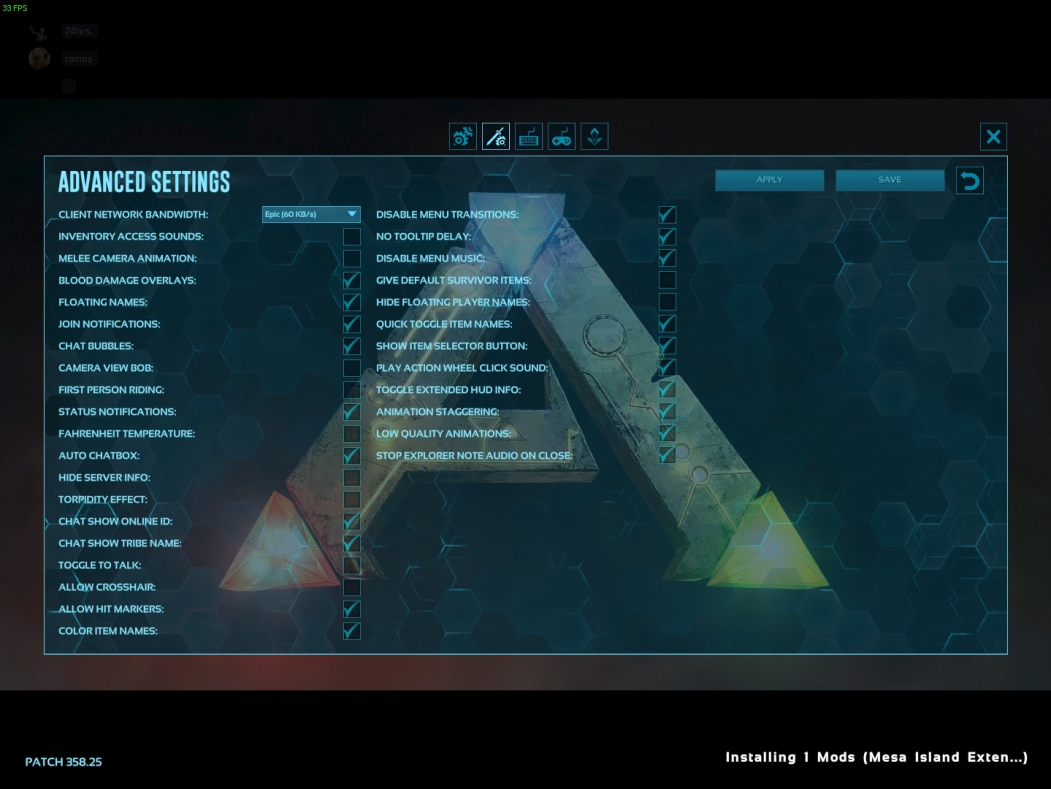 33 FPS
24hrs.
ramos
ADVANCED SETTINGS
APPLY
SAVE
CLIENT NETWORK BANDWIDTH:
Epic (60 KB/s)
INVENTORY ACCESS SOUNDS:
MELEE CAMERA ANIMATION:
BLOOD DAMAGE OVERLAYS:
FLOATING NAMES:
JOIN NOTIFICATIONS:
CHAT BUBBLES:
CAMERA VIEW BOB:
FIRST PERSON RIDING:
STATUS NOTIFICATIONS:
FAHRENHEIT TEMPERATURE:
AUTO CHATBOX:
HIDE SERVER INFO:
TORPIDITY EFFECT:
CHAT SHOW ONLINE ID:
CHAT SHOW TRIBE NAME:
TOGGLE TO TALK:
ALLOW CROSSHAIR:
ALLOW HIT MARKERS:
COLOR ITEM NAMES:
DISABLE MENU TRANSITIONS:
NO TOOLTIP DELAY:
DISABLE MENU MUSIC:
GIVE DEFAULT SURVIVOR ITEMS:
HIDE FLOATING PLAYER NAMES:
QUICK TOGGLE ITEM NAMES:
SHOW ITEM SELECTOR BUTTON:
PLAY ACTION WHEEL CLICK SOUND:
TOGGLE EXTENDED HUD INFO:
ANIMATION STAGGERING:
LOW QUALITY ANIMATIONS:
STOP EXPLORER NOTE AUDIO ON CLOSE:
PATCH 358.25
Installing 1 Mods (Mesa Island Exten...)